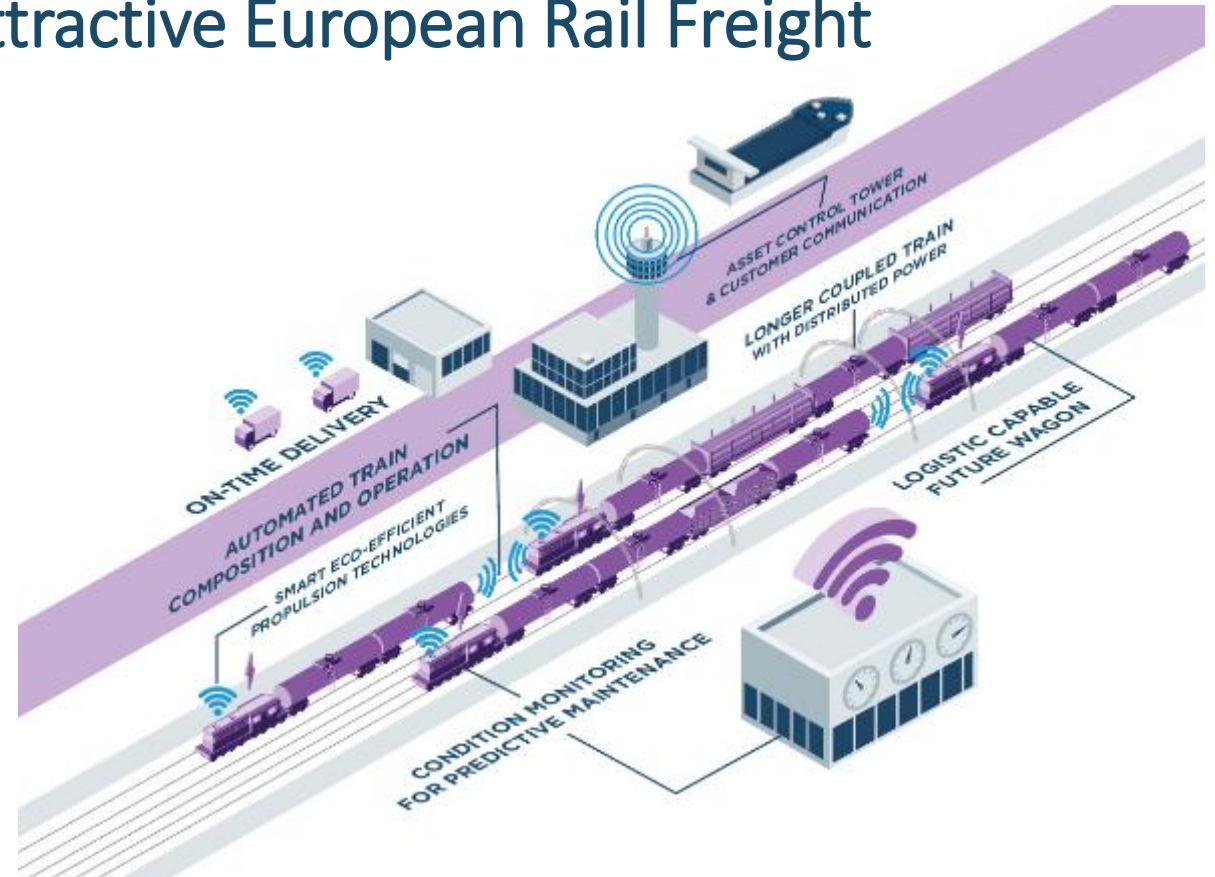 ttractive European Rail Freight
ASSET CONTROL TOWER
& CUSTOMER COMMUNICATION
LONGER COUPLED TRAIN
WITH DISTRIBUTED POWER
ON-TIME DELIVERY
AUTOMATED TRAIN
COMPOSITION AND OPERATION
SMART ECO-EFFICIENT
PROPULSION TECHNOLOGIES
LOGISTIC CAPABLE
FUTURE WAGON
CONDITION MONITORING
FOR PREDICTIVE MAINTENANCE